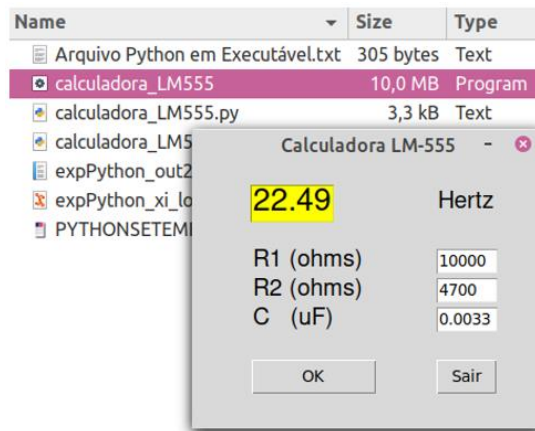 Name Size Type
Arquivo Python em Executável.txt 305 bytes Text
calculadora_LM555 10,0 MB Program
calculadora_LM555.py 3,3 kB Text
calculadora_LM5
expPython_out2
expPython_xi_lo
PYTHONSETEM
Calculadora LM-555
22.49 Hertz
R1 (ohms) 10000
R2 (ohms) 4700
C (uF) 0.0033
OK Sair